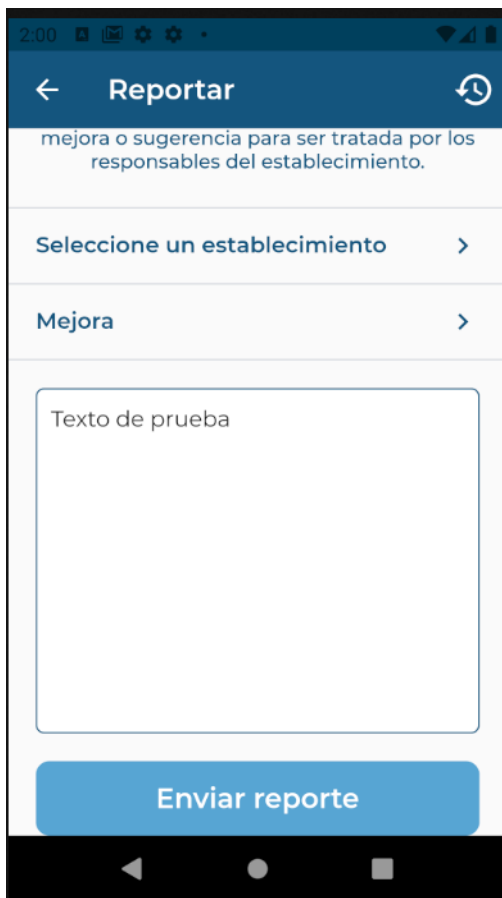 2:00
Reportar
mejora o sugerencia para ser tratada por los
responsables del establecimiento.
Seleccione un establecimiento
Mejora
Texto de prueba
Enviar reporte